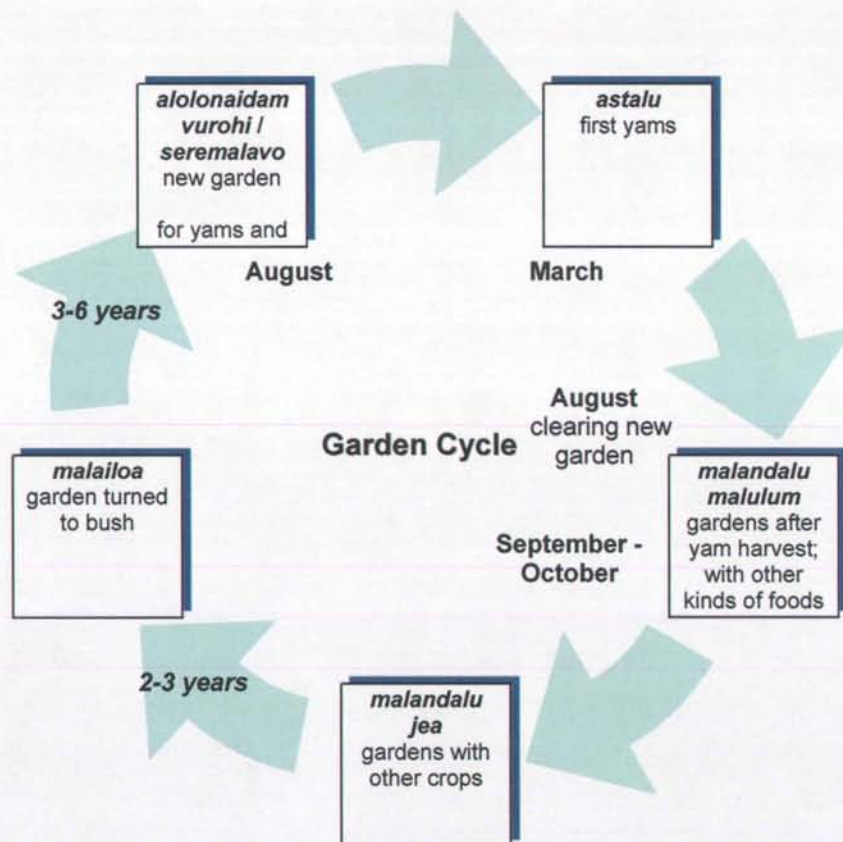 alolonaidam
vurohi /
seremalavo
new garden
for yams and
August
astalu
first yams
March
August
clearing new
garden
malandalu
malulum
gardens after
yam harvest;
with other
kinds of foods
September -
October
malandalu
jea
gardens with
other crops
2-3 years
malailoa
garden turned
to bush
3-6 years
Garden Cycle